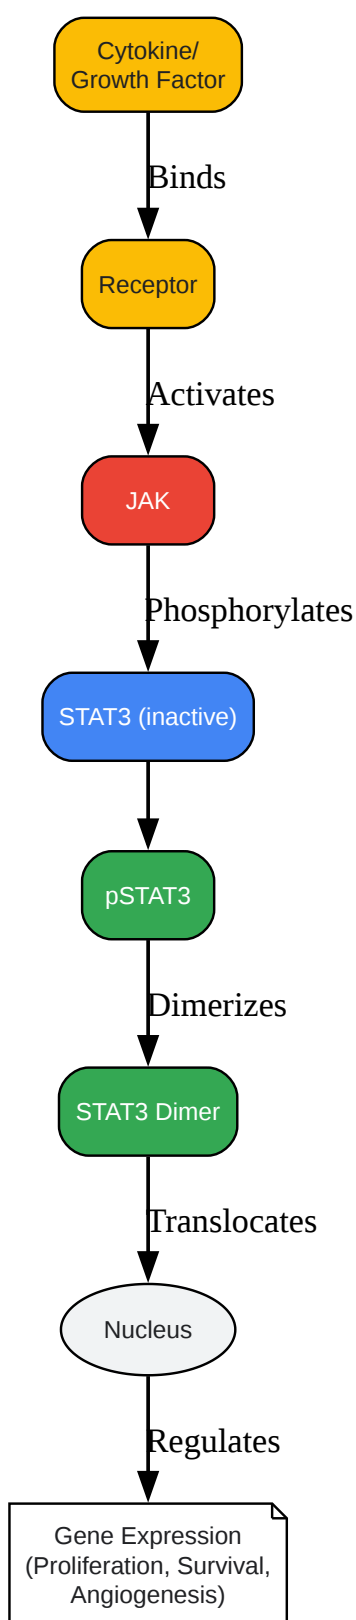 Cytokine/
Growth Factor
Binds
Receptor
Activates
JAK
Phosphorylates
STAT3 (inactive)
pSTAT3
Dimerizes
STAT3 Dimer
Translocates
Nucleus
Regulates
Gene Expression
(Proliferation, Survival,
Angiogenesis)